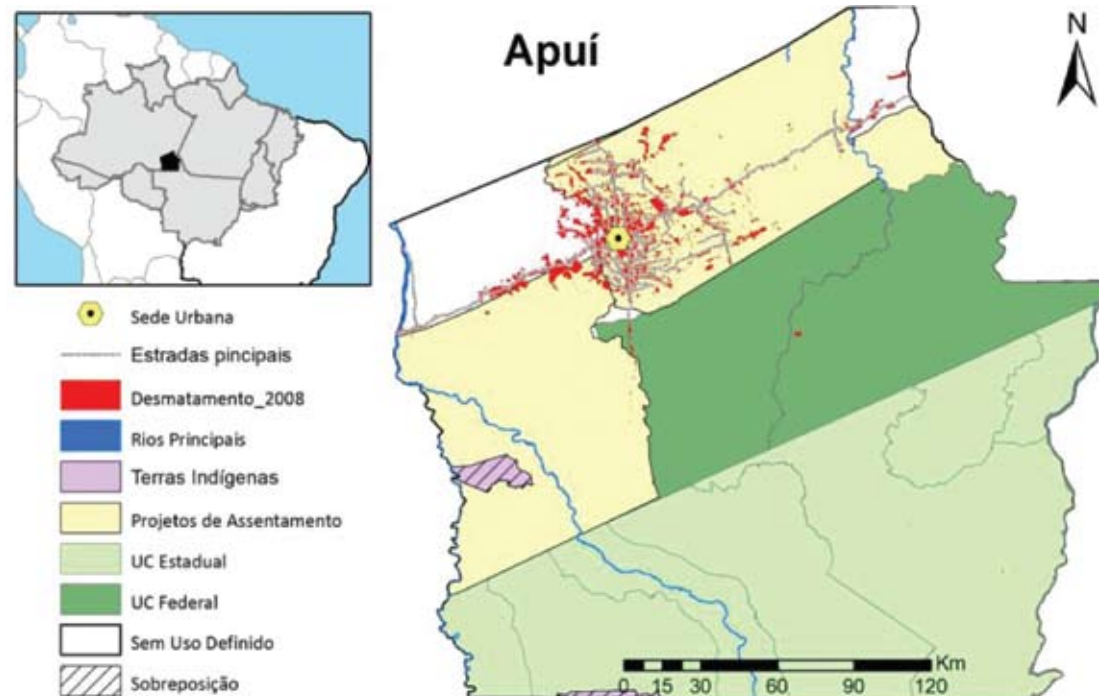 Apuí
N
Sede Urbana
Estradas pincipais
Desmatamento_2008
Rios Principais
Terras Indígenas
Projetos de Assentamento
UC Estadual
UC Federal
Sem Uso Definido
Sobreposição
Km
0 15 30 60 90 120